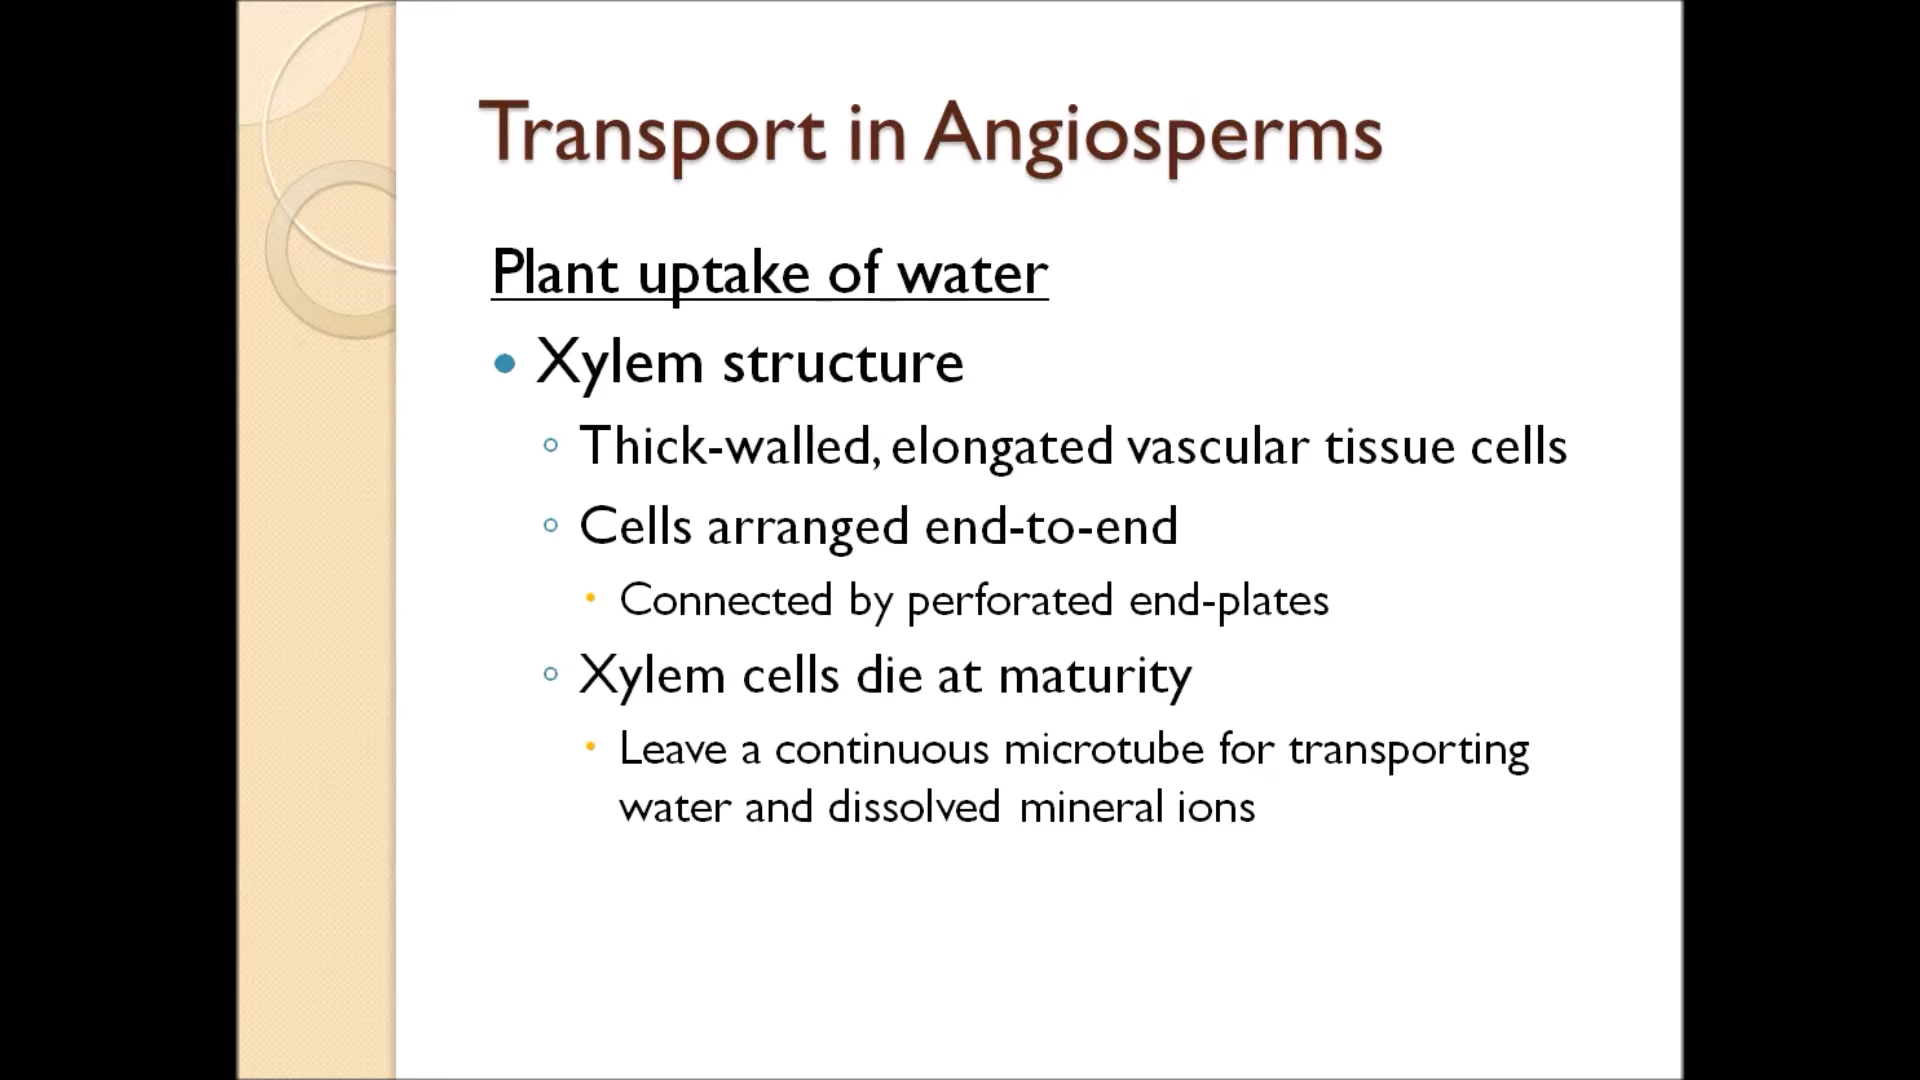 Transport in Angiosperms
Plant uptake of water
• Xylem structure
◦ Thick-walled, elongated vascular tissue cells
◦ Cells arranged end-to-end
• Connected by perforated end-plates
◦ Xylem cells die at maturity
• Leave a continuous microtube for transporting
water and dissolved mineral ions